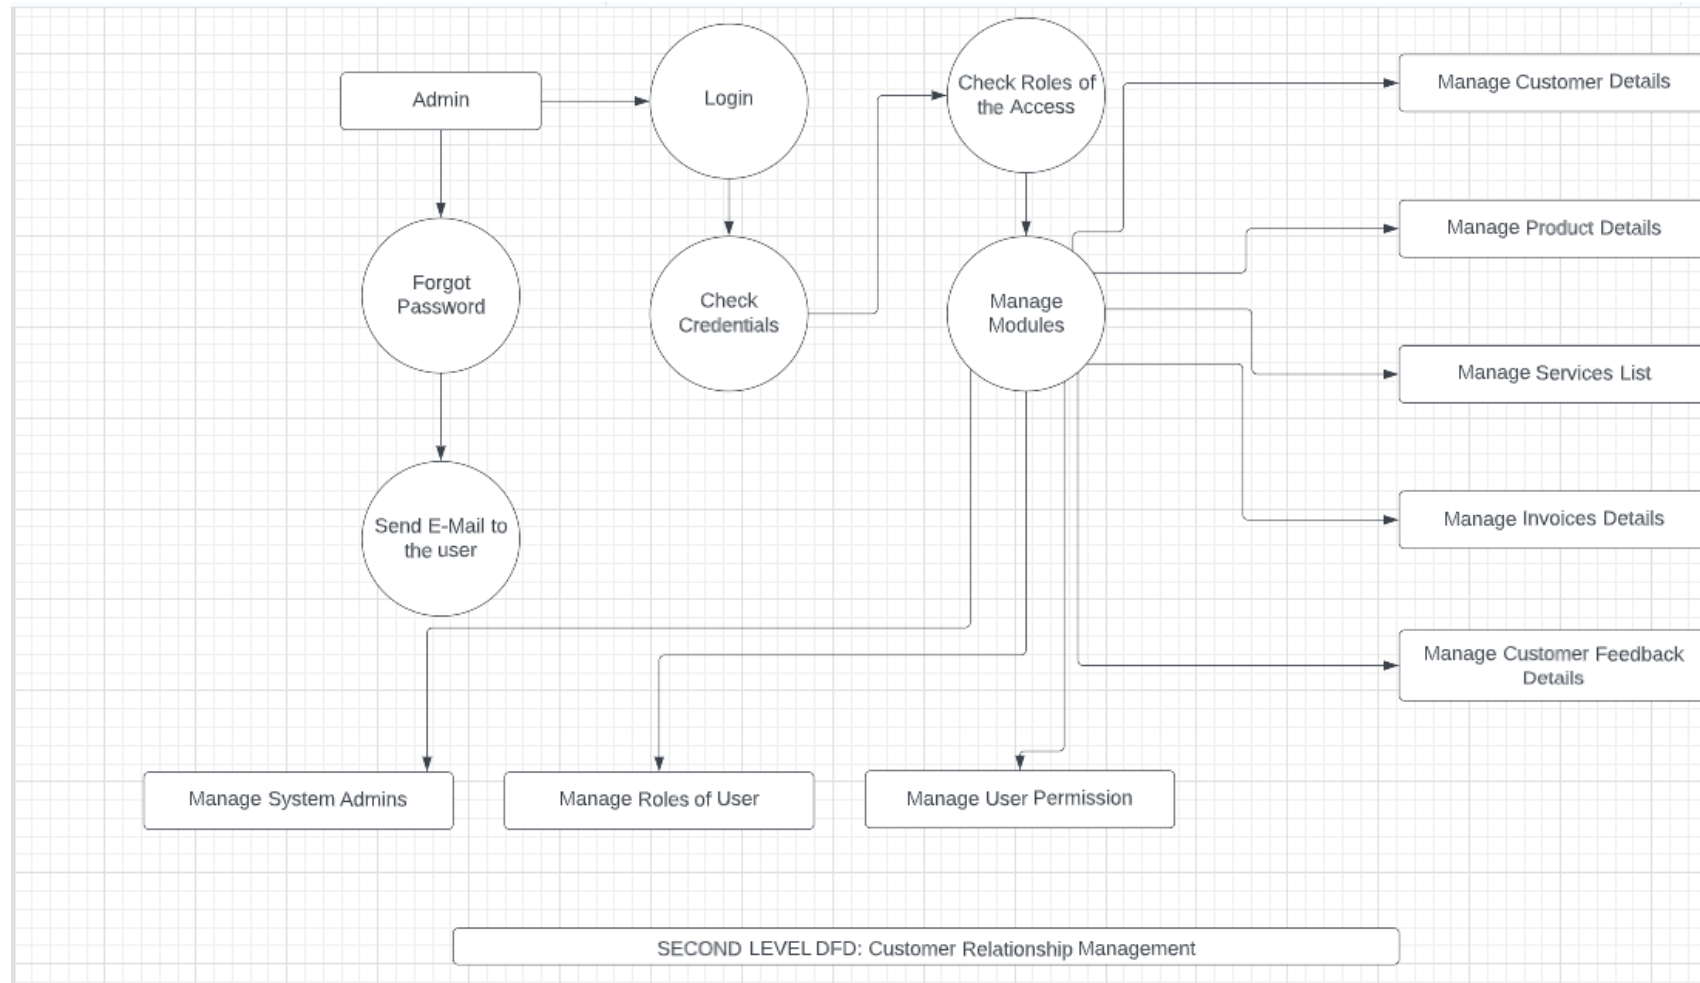 Admin
Login
Check Roles of
the Access
Manage Customer Details
Manage Product Details
Forgot
Password
Check
Credentials
Manage
Modules
Manage Services List
Send E-Mail to
the user
Manage Invoices Details
Manage Customer Feedback
Details
Manage System Admins
Manage Roles of User
Manage User Permission
SECOND LEVEL DFD: Customer Relationship Management